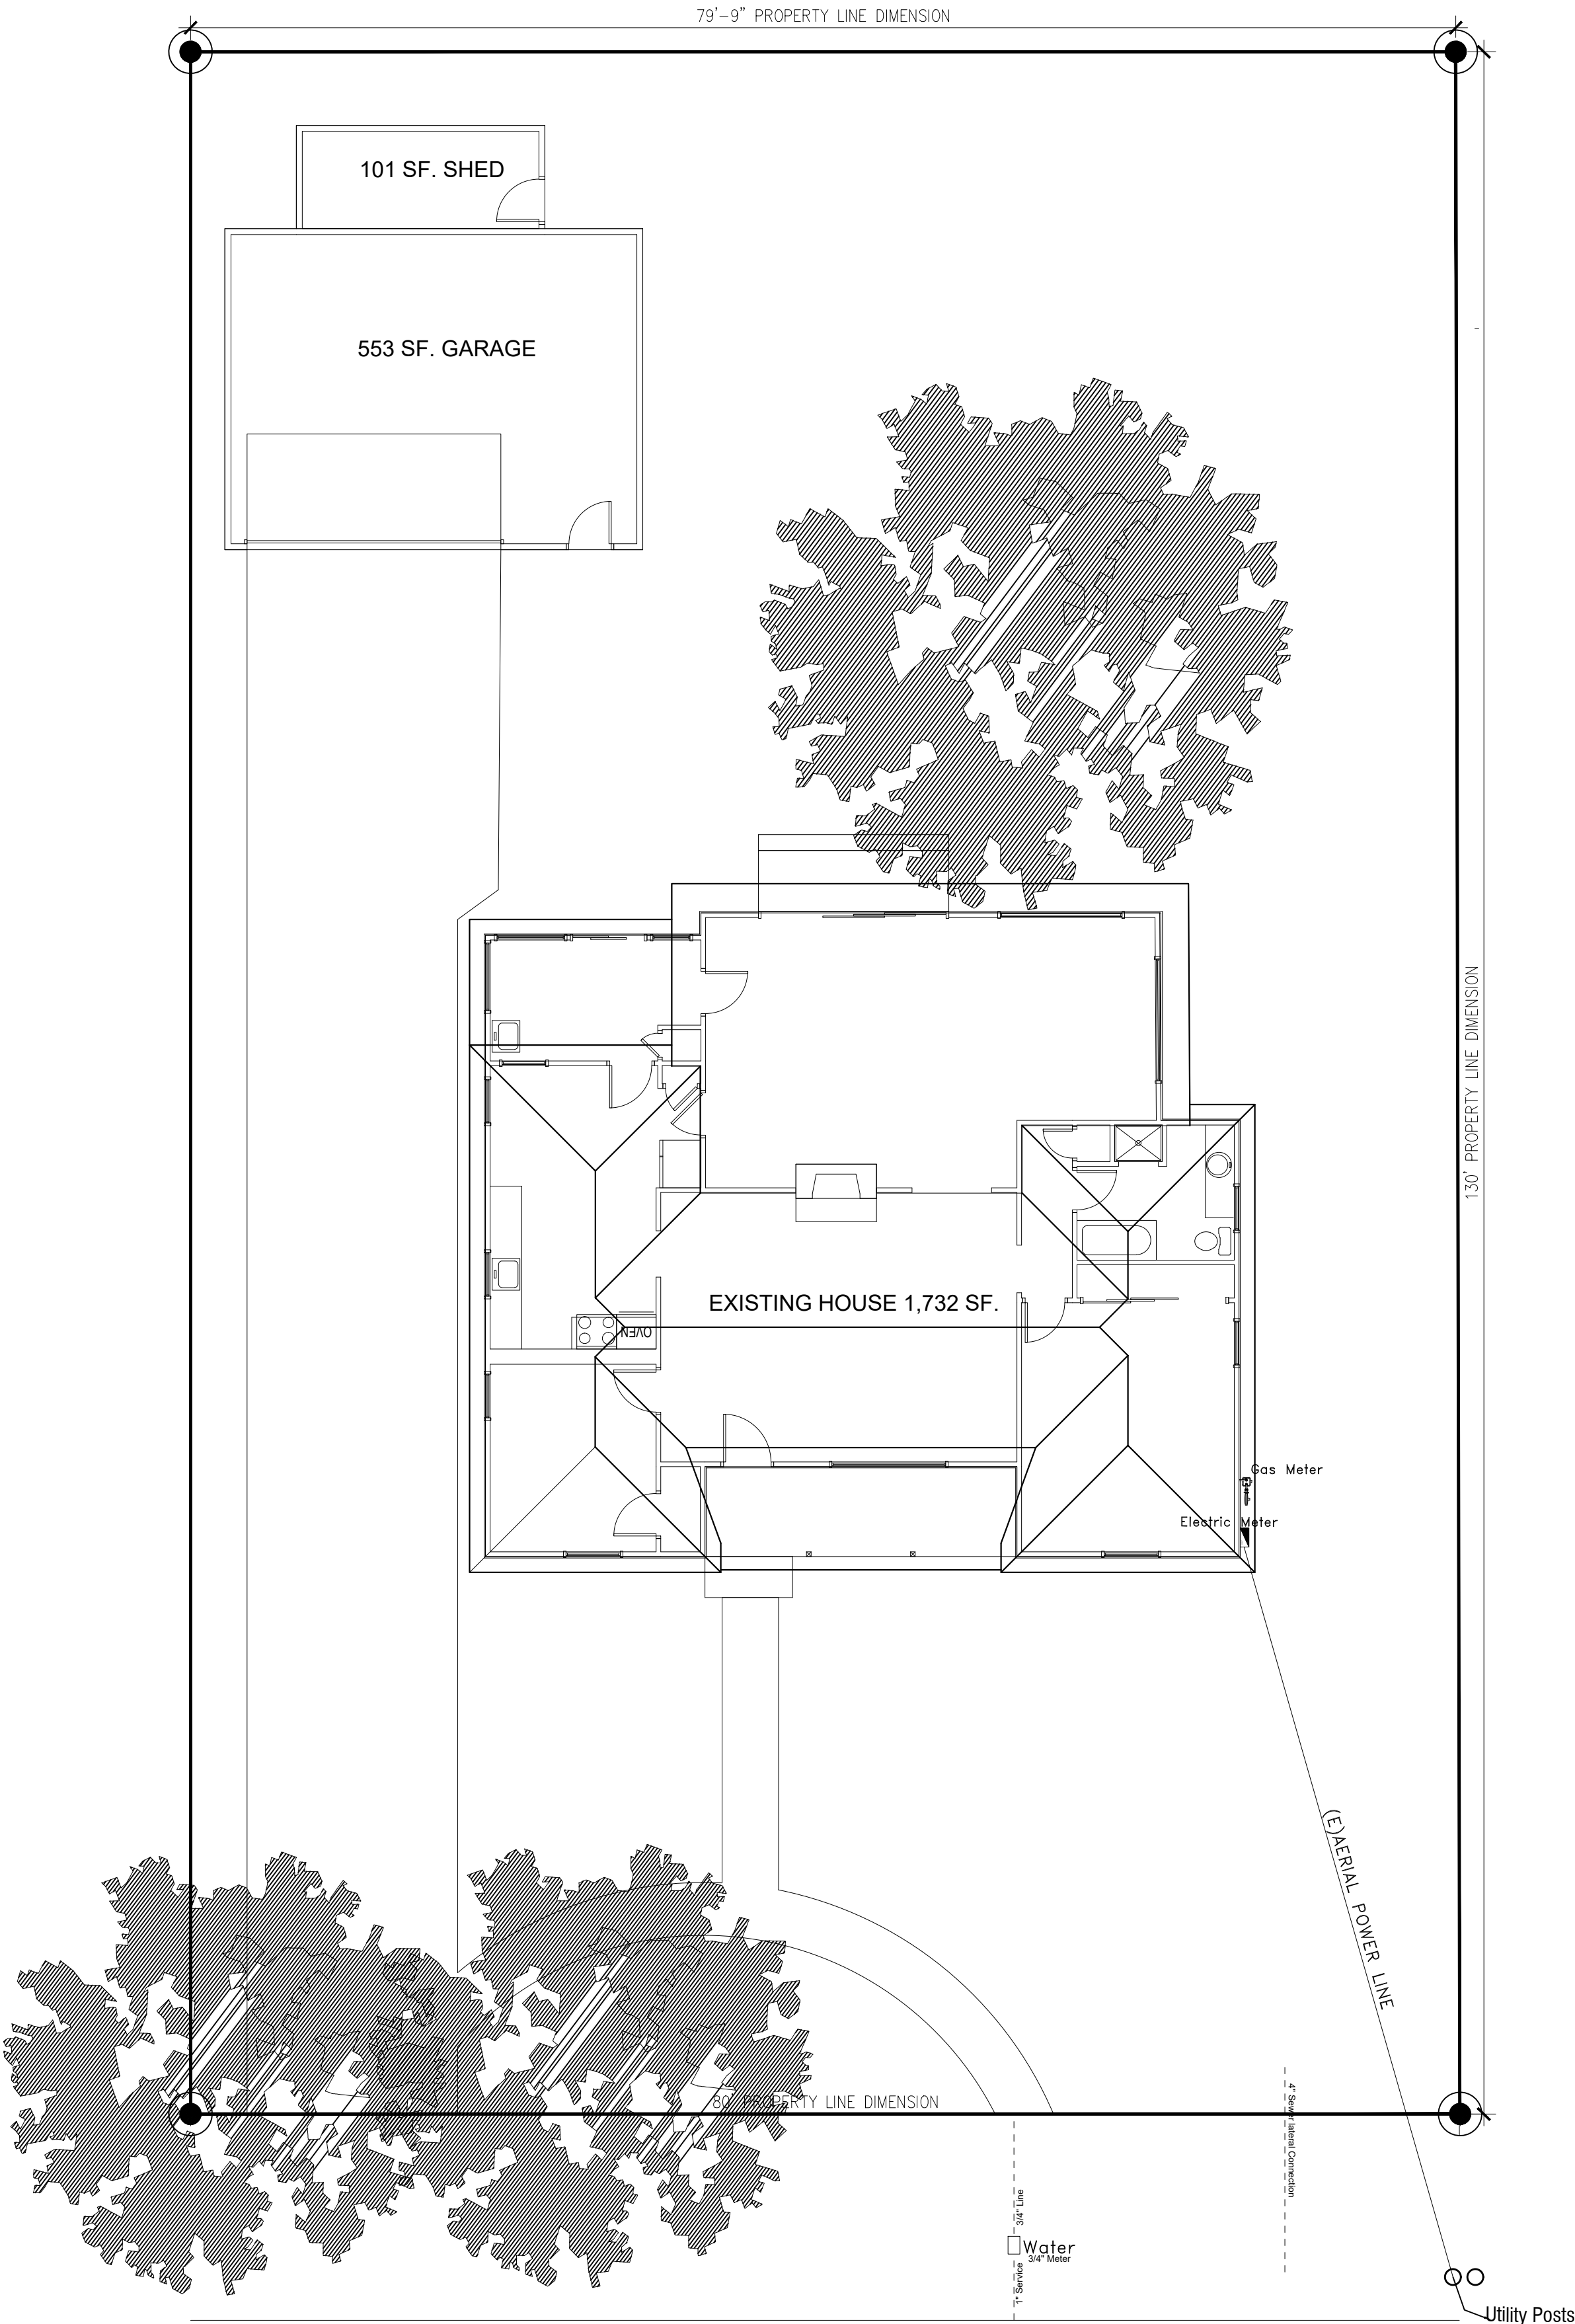 79'-9" PROPERTY LINE DIMENSION
101 SF. SHED
553 SF. GARAGE
130' PROPERTY LINE DIMENSION
EXISTING HOUSE 1,732 SF.
OVEN
Gas Meter
Electric Meter
(E)AERIAL POWER LINE
80' PROPERTY LINE DIMENSION
4" Sewer lateral Connection
3/4" Line
Water
3/4" Meter
1" Service
Utility Posts